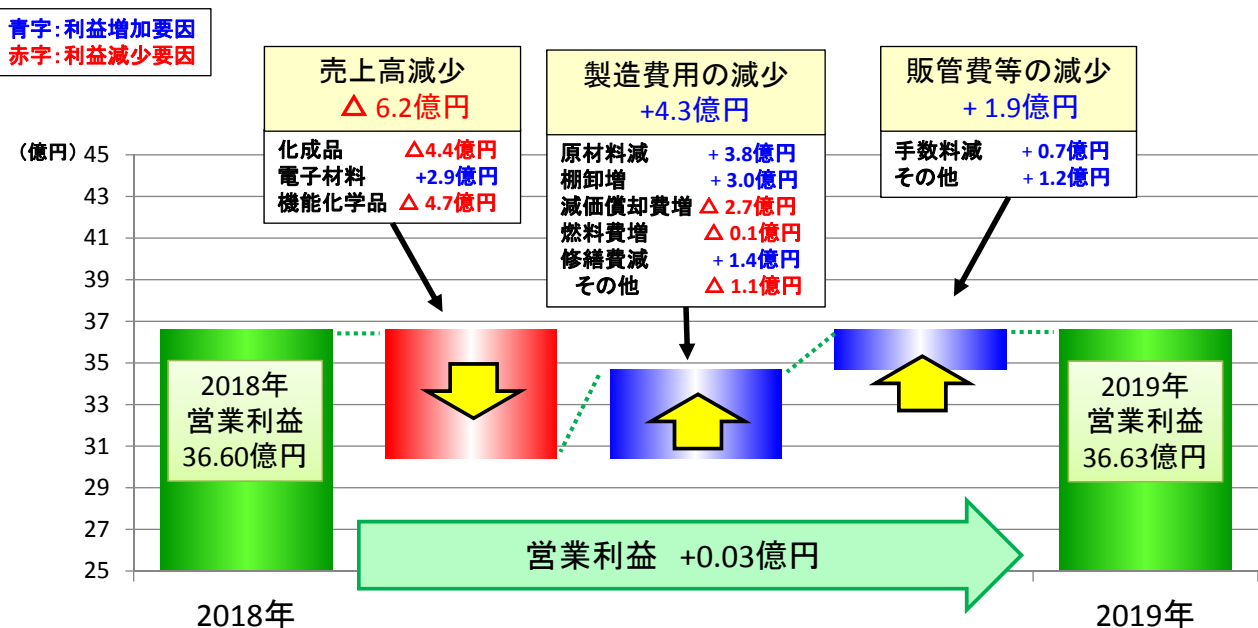 青字:利益増加要因
赤字:利益減少要因
売上高減少
△ 6.2億円
化成品 △4.4億円
電子材料 +2.9億円
機能化学品 △ 4.7億円
製造費用の減少
+4.3億円
原材料減 + 3.8億円
棚卸増 + 3.0億円
減価償却費増 △ 2.7億円
燃料費増 △ 0.1億円
修繕費減 + 1.4億円
その他 △ 1.1億円
販管費等の減少
+ 1.9億円
手数料減 + 0.7億円
その他 + 1.2億円
(億円)
45
43
41
39
37
35
33
31
29
27
25
2018年
営業利益
36.60億円
2019年
営業利益
36.63億円
営業利益 +0.03億円
2018年
2019年